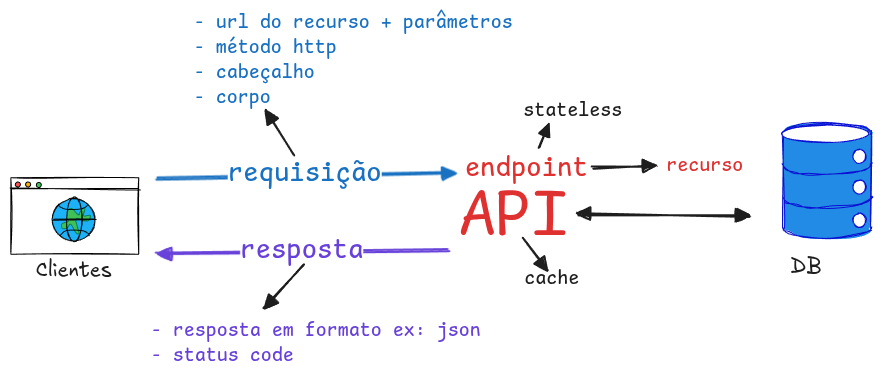 - url do recurso + parâmetros
- método http
- cabeçalho
- corpo
stateless
requisição
endpoint
recurso
API
resposta
Clientes
cache
DB
- resposta em formato ex: json
- status code